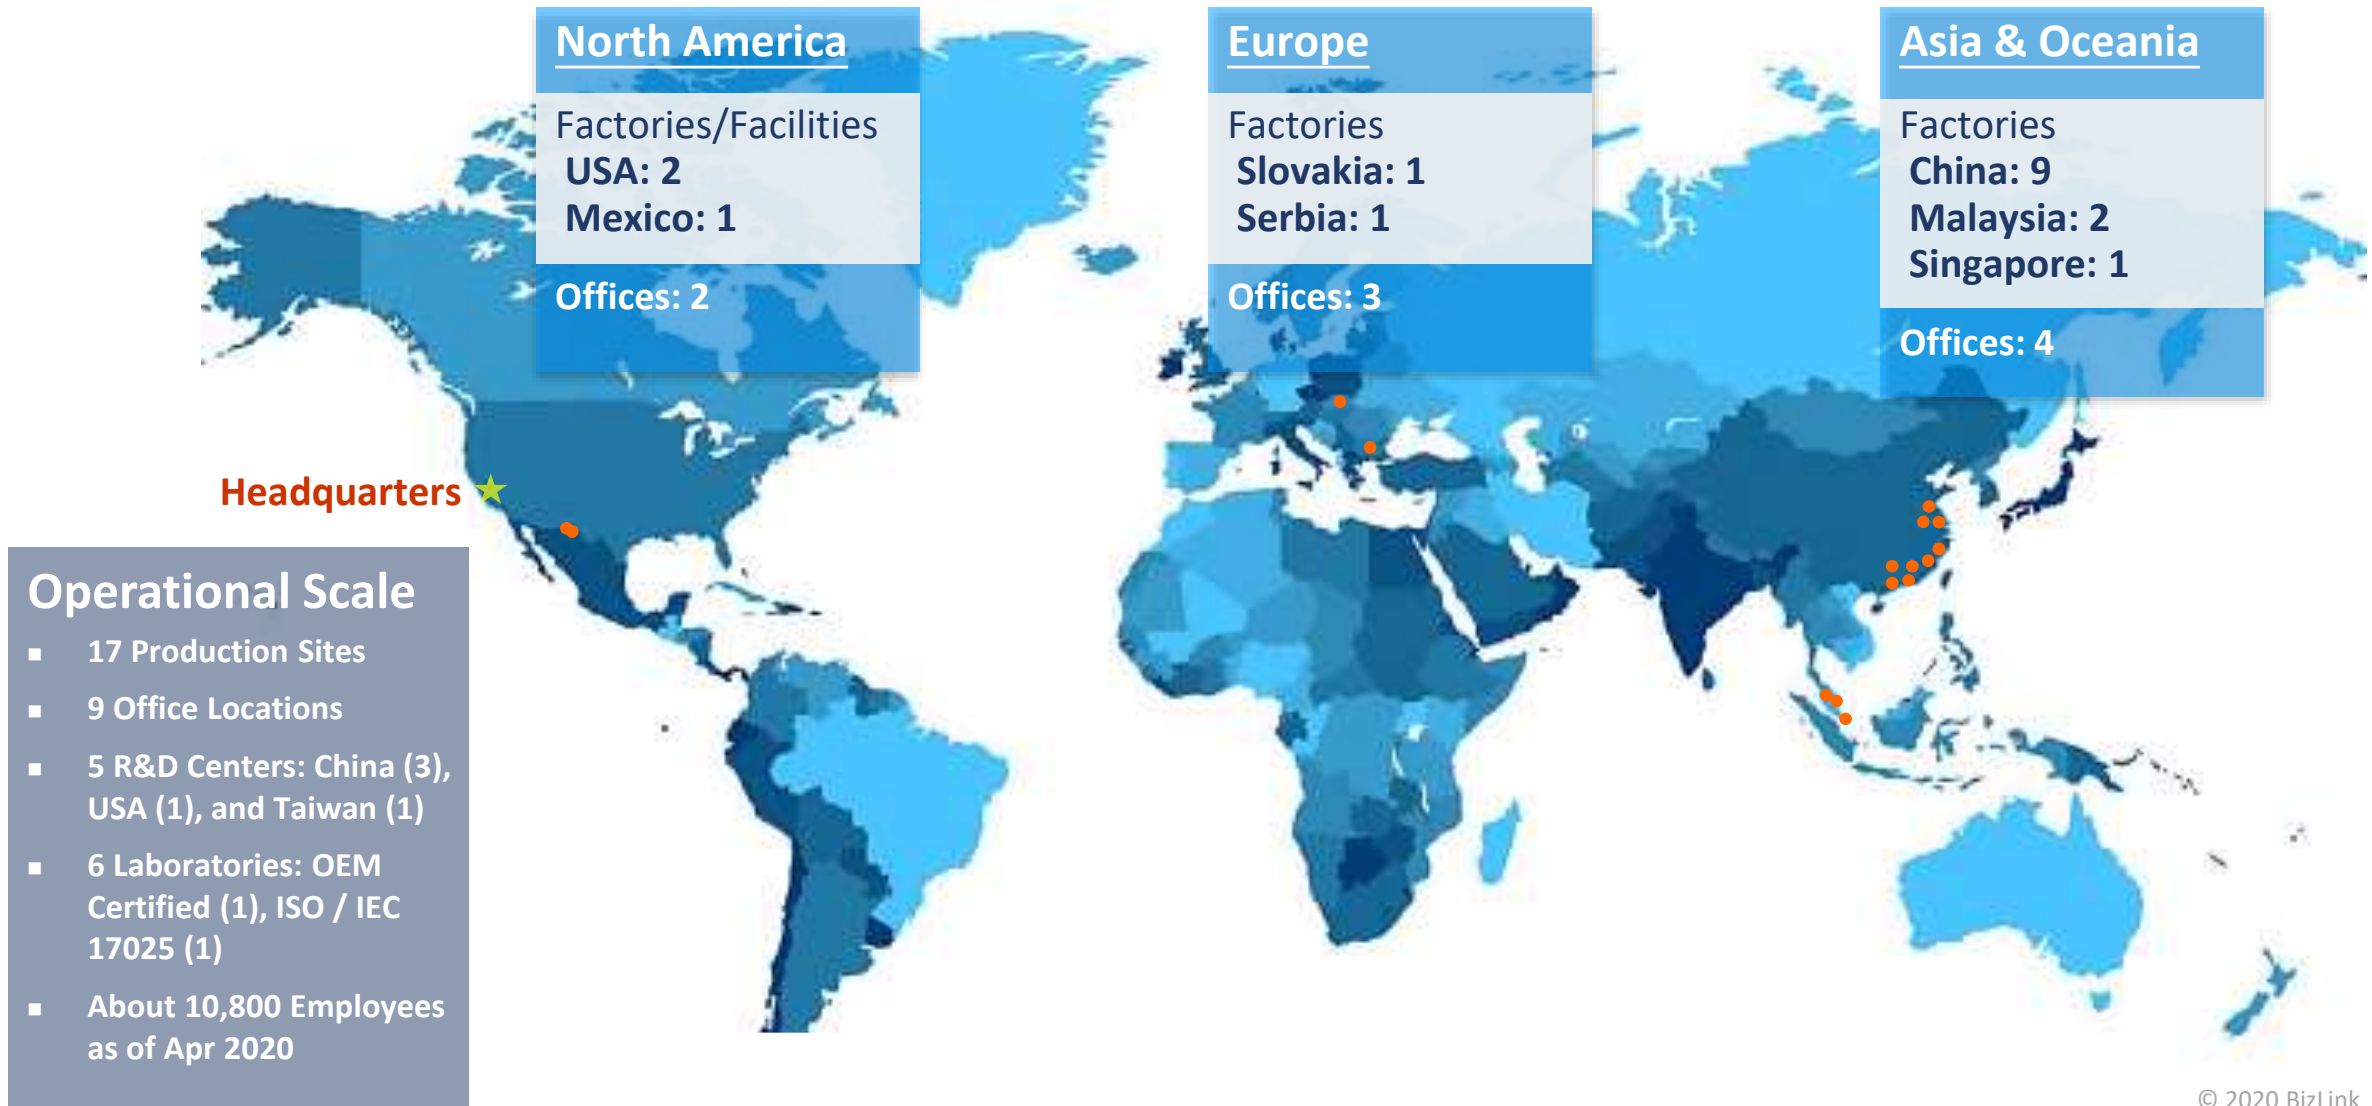 North America
Factories/Facilities
USA: 2
Mexico: 1
Offices: 2
Europe
Factories
Slovakia: 1
Serbia: 1
Offices: 3
Asia & Oceania
Factories
China: 9
Malaysia: 2
Singapore: 1
Offices: 4
Headquarters
Operational Scale
▪ 17 Production Sites
▪ 9 Office Locations
▪ 5 R&D Centers: China (3),
USA (1), and Taiwan (1)
▪ 6 Laboratories: OEM
Certified (1), ISO / IEC
17025 (1)
▪ About 10,800 Employees
as of Apr 2020
© 2020 BizLink